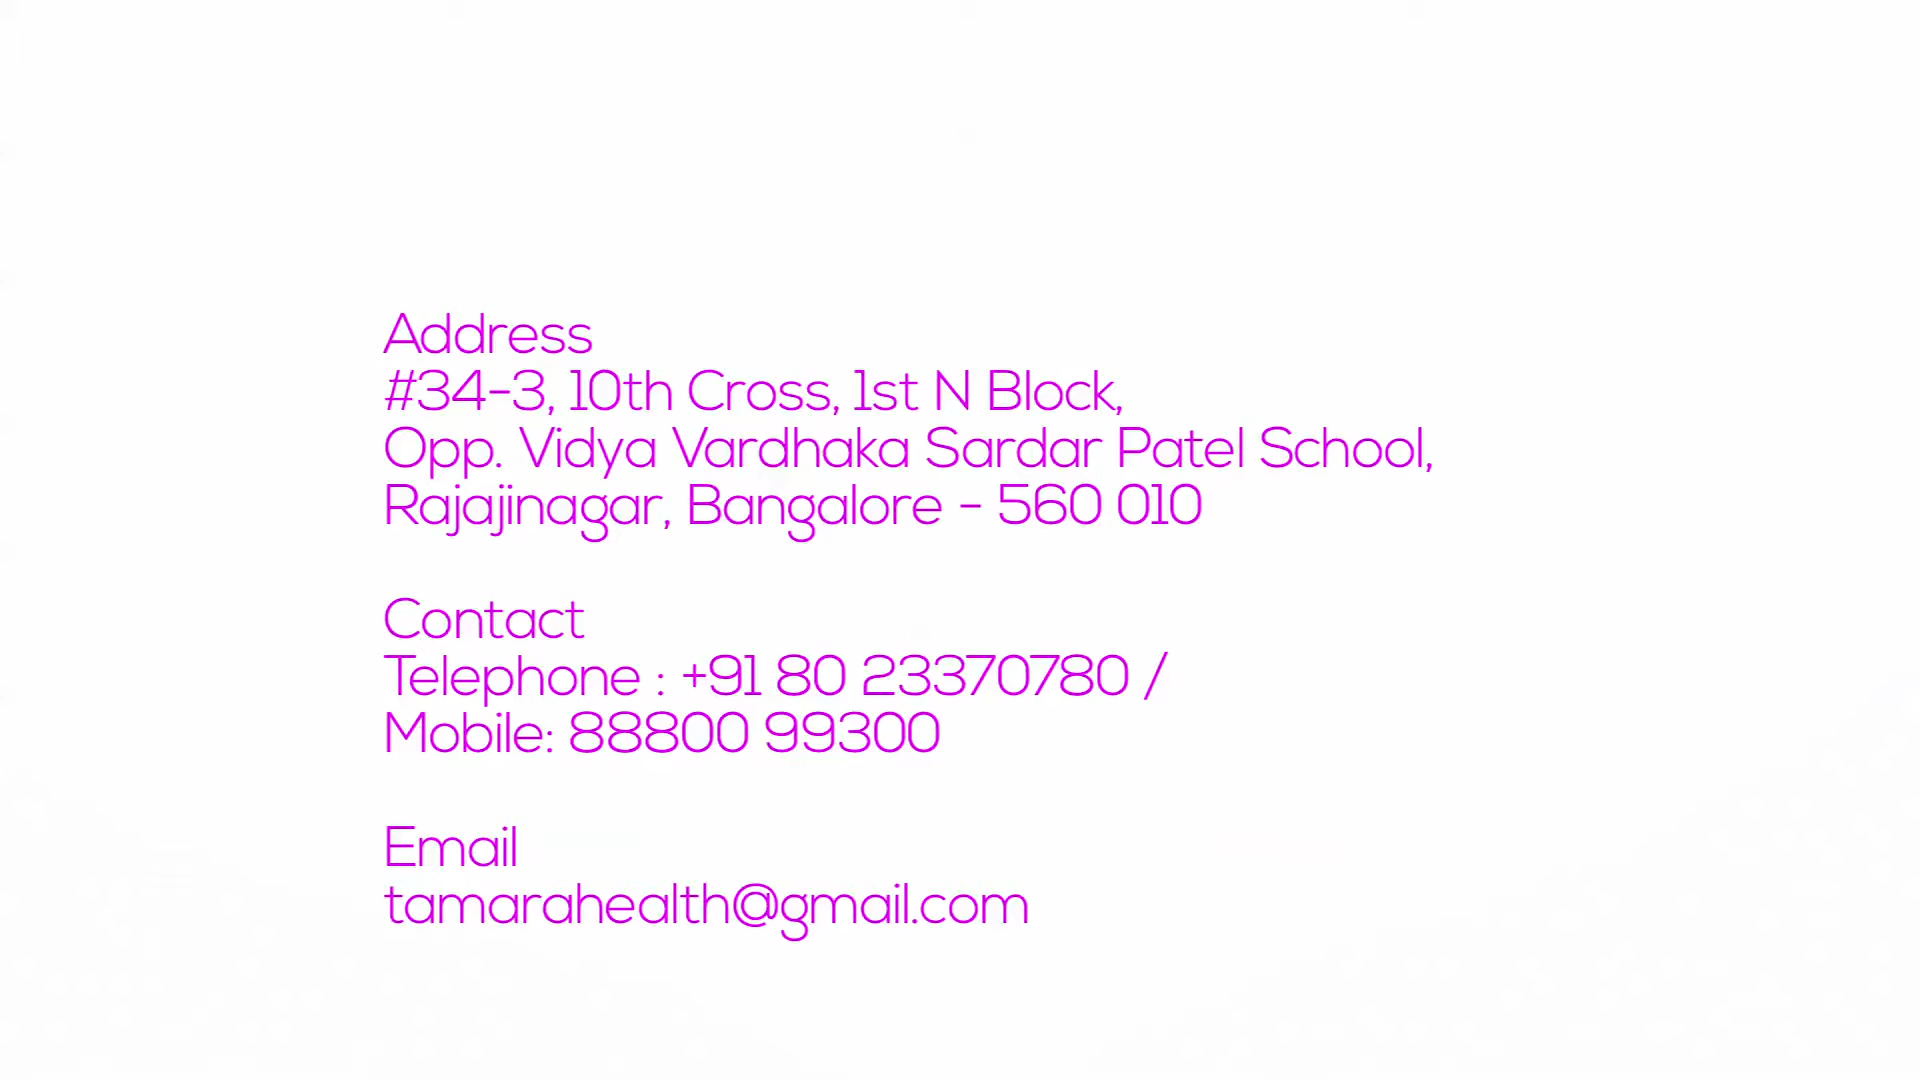 Address
#34-3, 10th Cross, 1st N Block,
Opp. Vidya Vardhaka Sardar Patel School,
Rajajinagar, Bangalore - 560 010
Contact
Telephone : +91 80 23370780 /
Mobile: 88800 99300
Email
tamarahealth@gmail.com